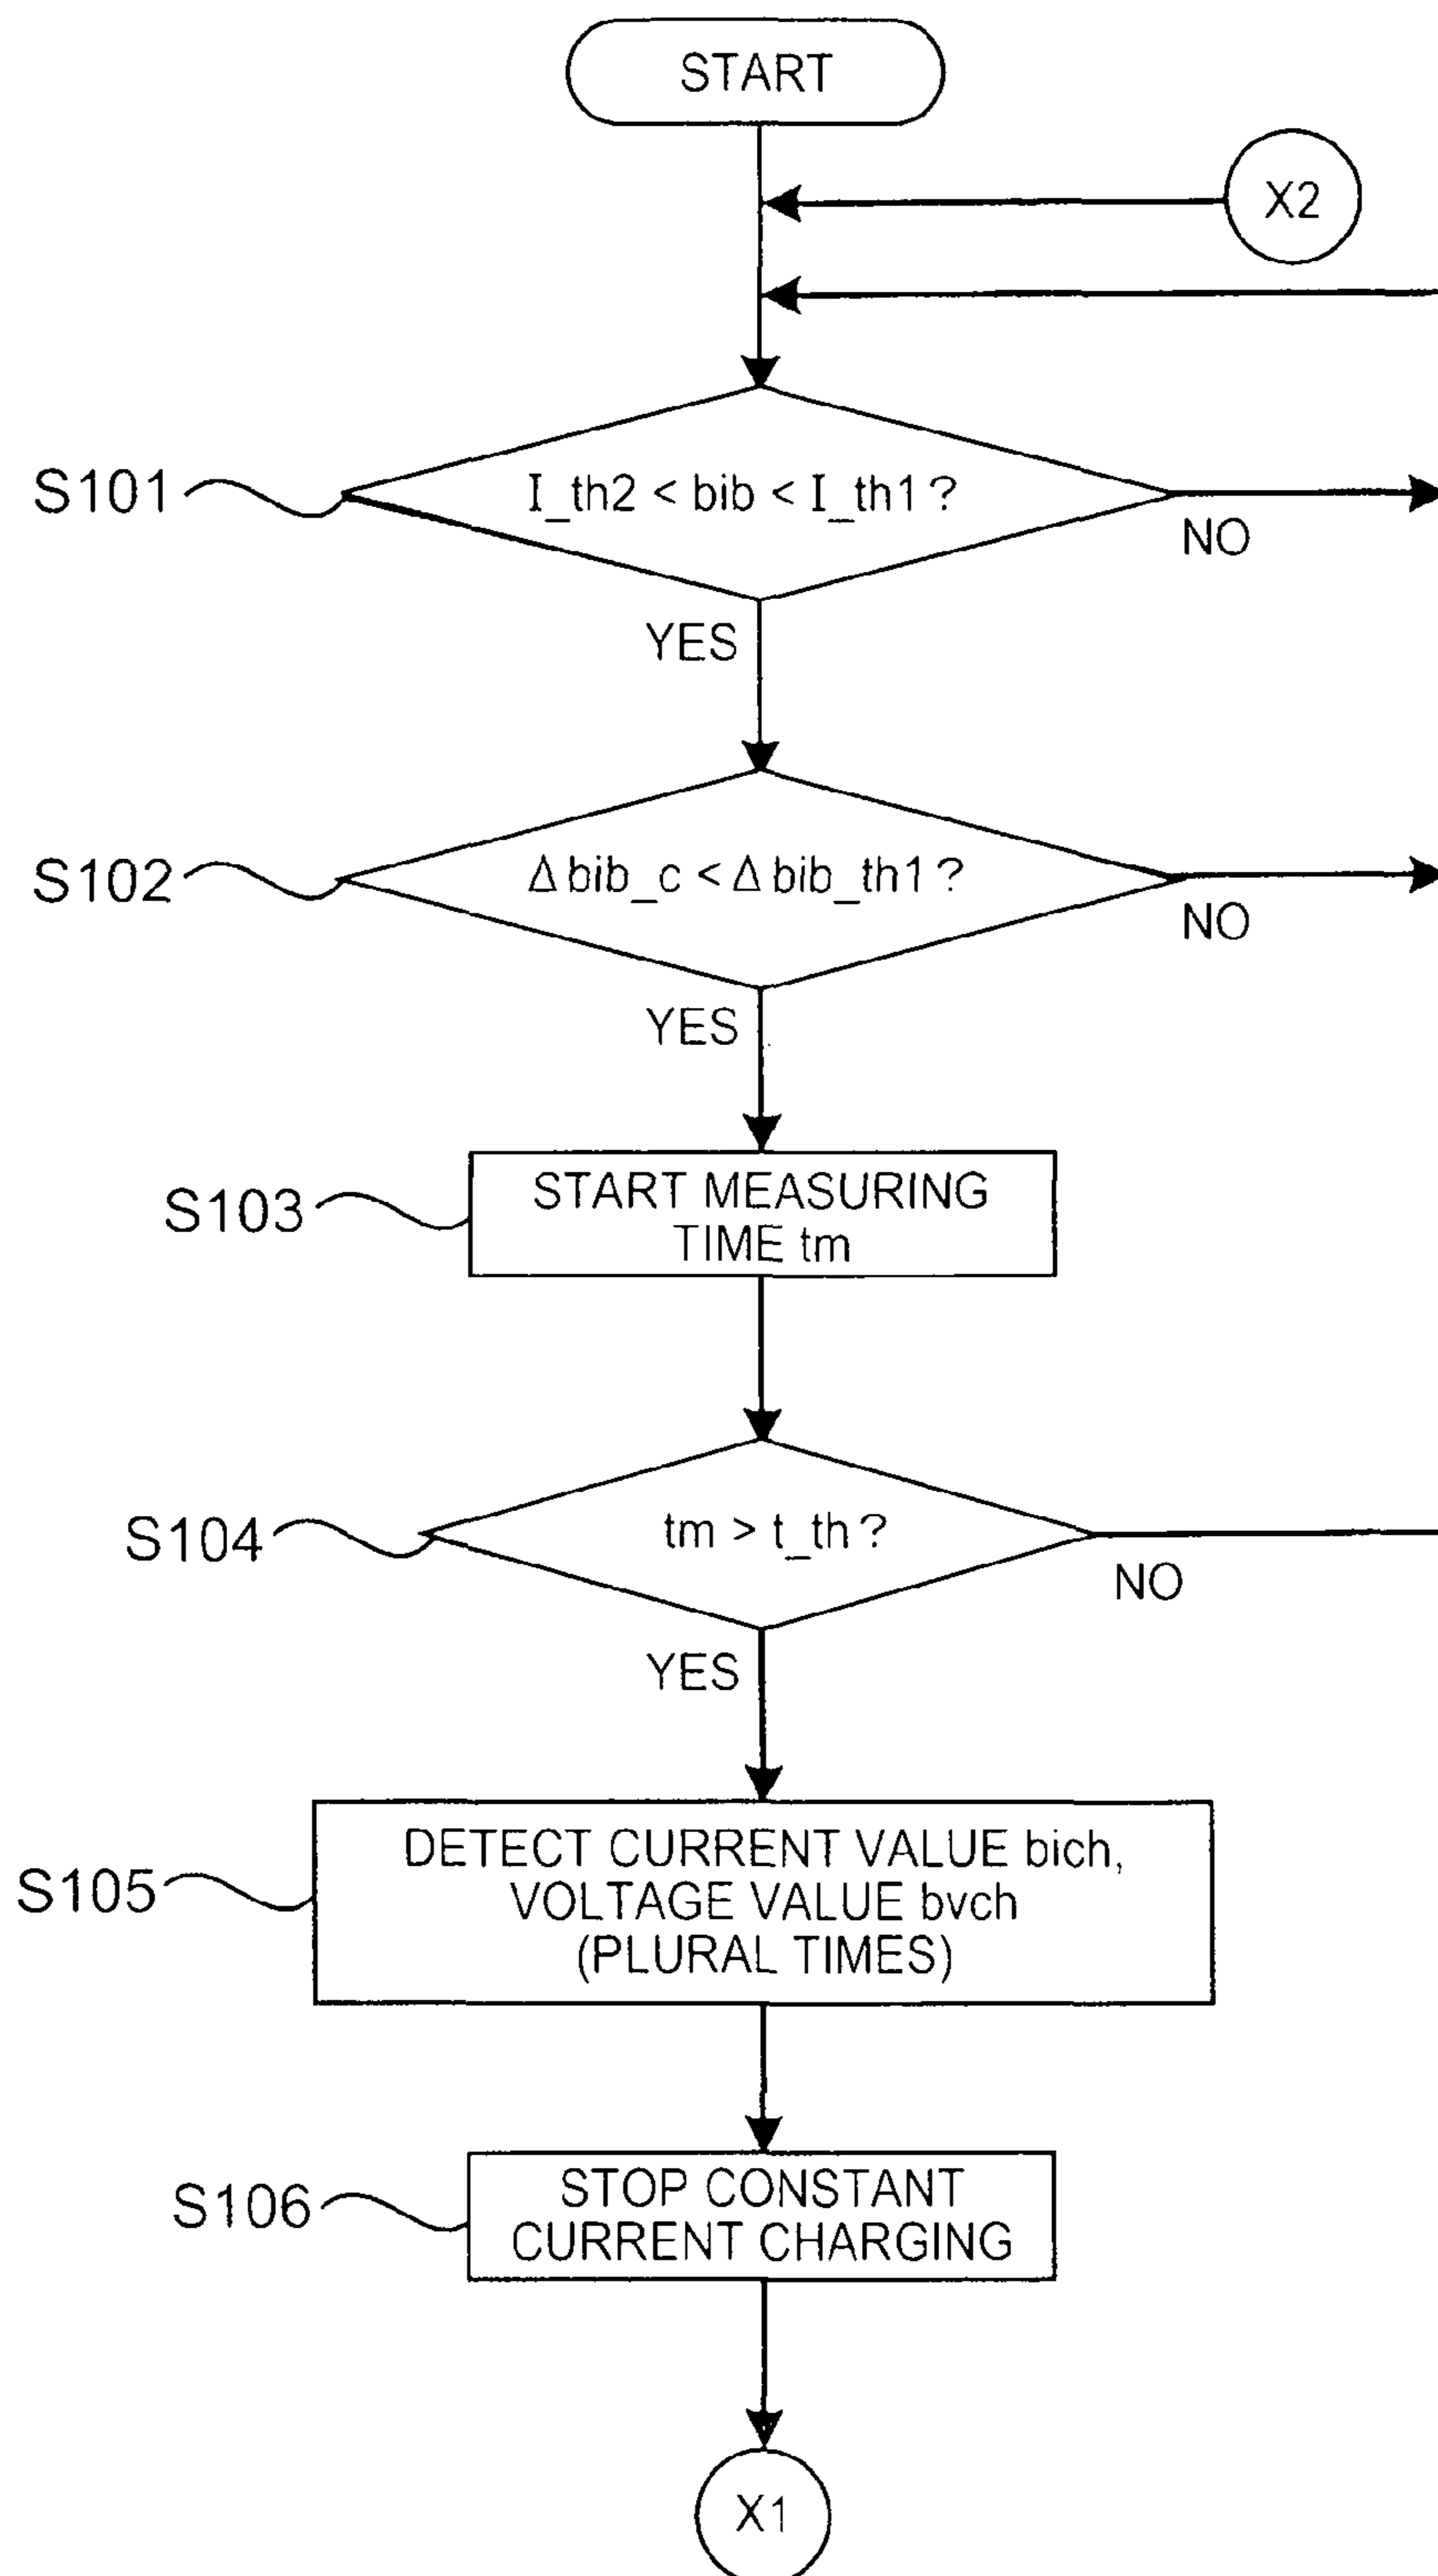 START
X2
S101
I_th2 < bib < I_th1 ?
NO
YES
S102
Δ bib_c < Δ bib_th1 ?
NO
YES
S103
START MEASURING
TIME tm
S104
tm > t_th ?
NO
YES
S105
DETECT CURRENT VALUE bich,
VOLTAGE VALUE bvch
(PLURAL TIMES)
S106
STOP CONSTANT
CURRENT CHARGING
X1